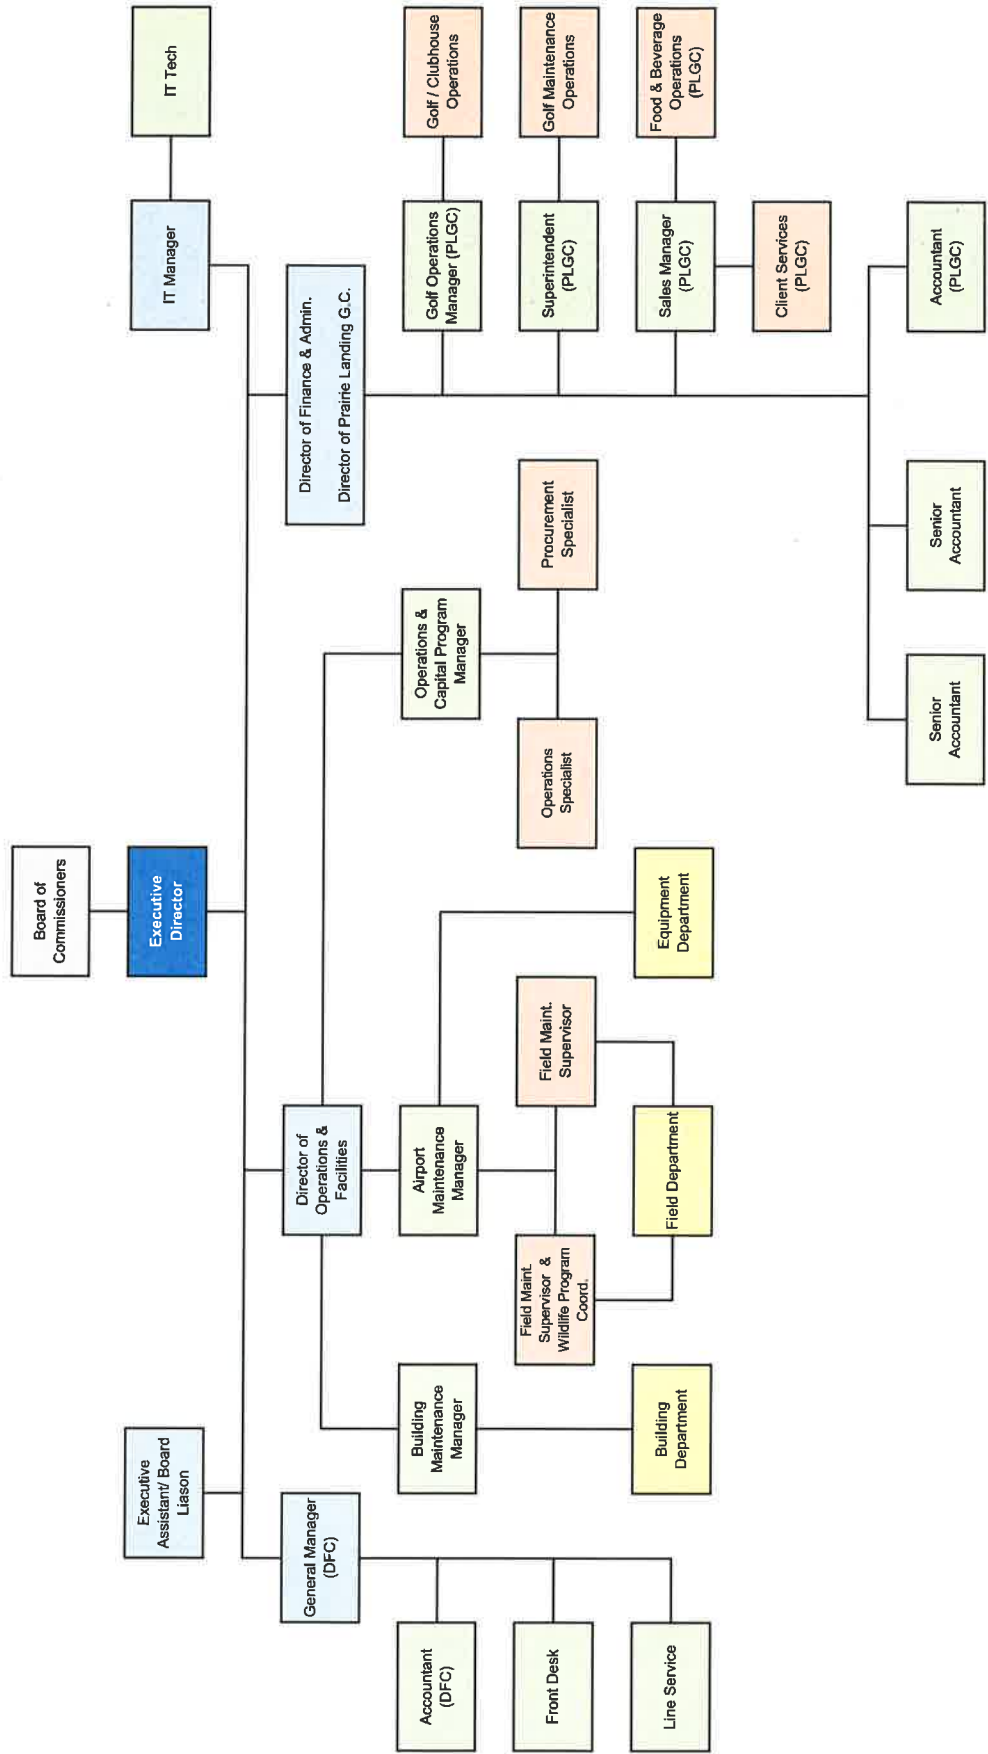 Board of
Commissioners
Executive
Director
Executive
Assistant/ Board
Liason
IT Manager
IT Tech
General Manager
(DFC)
Director of
Operations &
Facilities
Director of Finance & Admin.
Director of Prairie Landing G.C.
Accountant
(DFC)
Front Desk
Line Service
Building
Maintenance
Manager
Airport
Maintenance
Manager
Operations &
Capital Program
Manager
Golf Operations
Manager (PLGC)
Golf / Clubhouse
Operations
Field Maint.
Supervisor &
Wildlife Program
Coord.
Field Maint.
Supervisor
Operations
Specialist
Procurement
Specialist
Superintendent
(PLGC)
Golf Maintenance
Operations
Building
Department
Field Department
Equipment
Department
Sales Manager
(PLGC)
Food & Beverage
Operations
(PLGC)
Client Services
(PLGC)
Senior
Accountant
Senior
Accountant
Accountant
(PLGC)